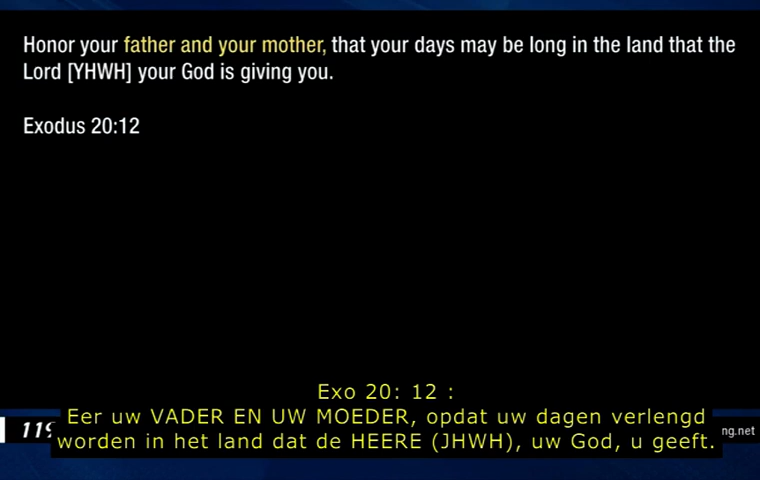 Honor your father and your mother, that your days may be long in the land that the
Lord [YHWH] your God is giving you.
Exodus 20:12
Exo 20: 12 :
Eer uw VADER EN UW MOEDER, opdat uw dagen verlengd
worden in het land dat de HEERE (JHWH), uw God, u geeft.
119
ng.net